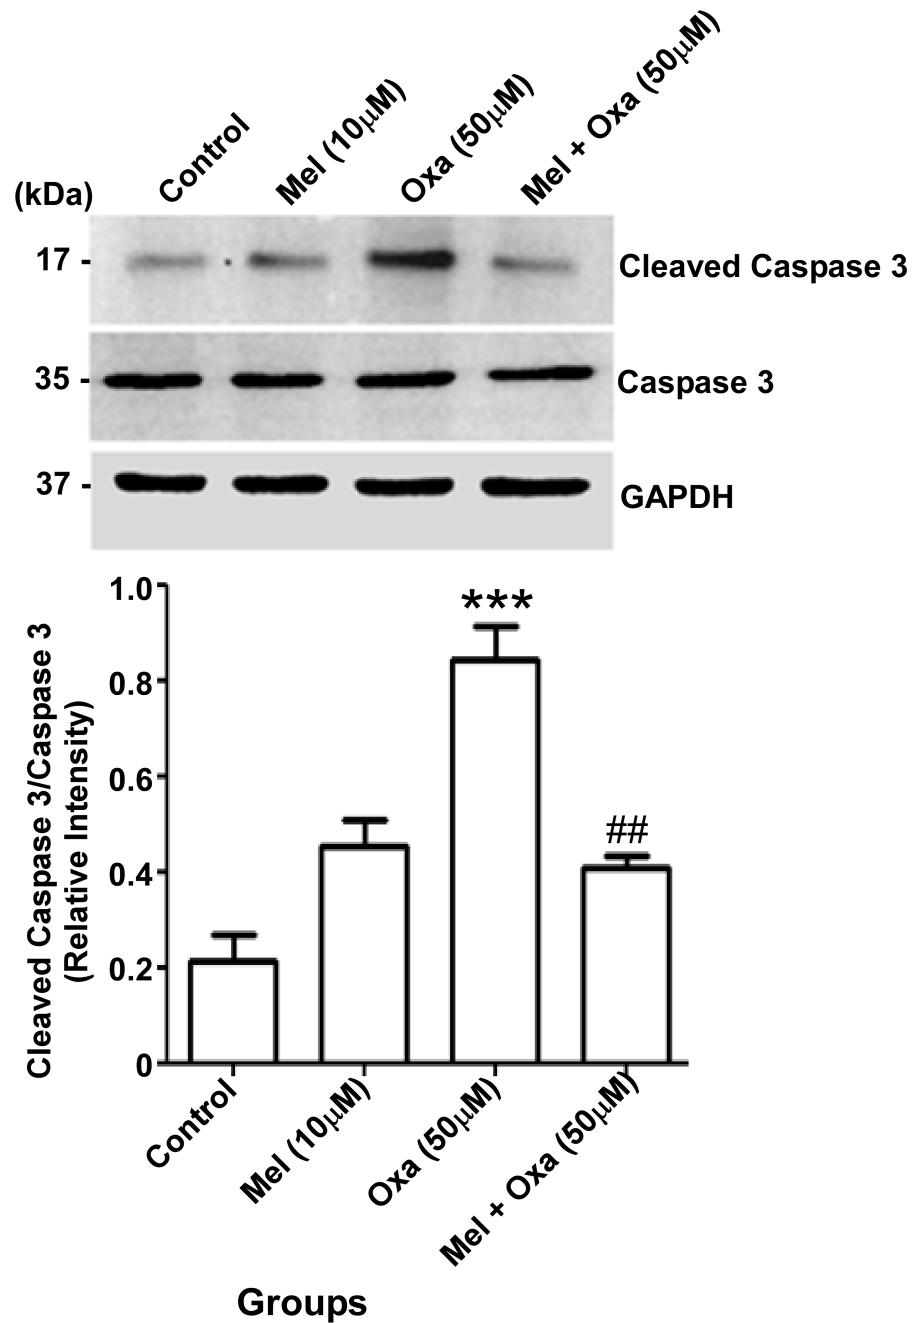 Control
Mel (10μM)
Oxa (50μM)
Mel + Oxa (50μM)
(kDa)
17 -
Cleaved Caspase 3
35 -
Caspase 3
37 -
GAPDH
Cleaved Caspase 3/Caspase 3
(Relative Intensity)
1.0
0.8
0.6
0.4
0.2
0
***
##
Control
Mel (10μM)
Oxa (50μM)
Mel + Oxa (50μM)
Groups